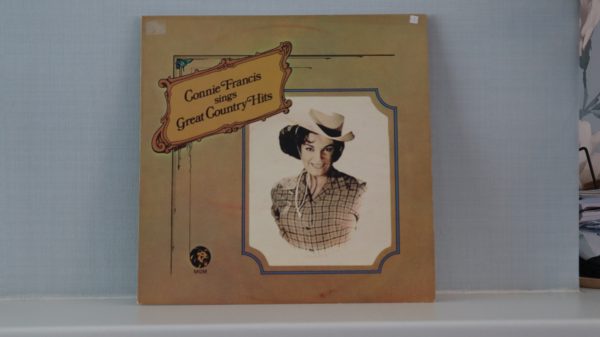 Connie Francis
sings
Great Country Hits
MGM